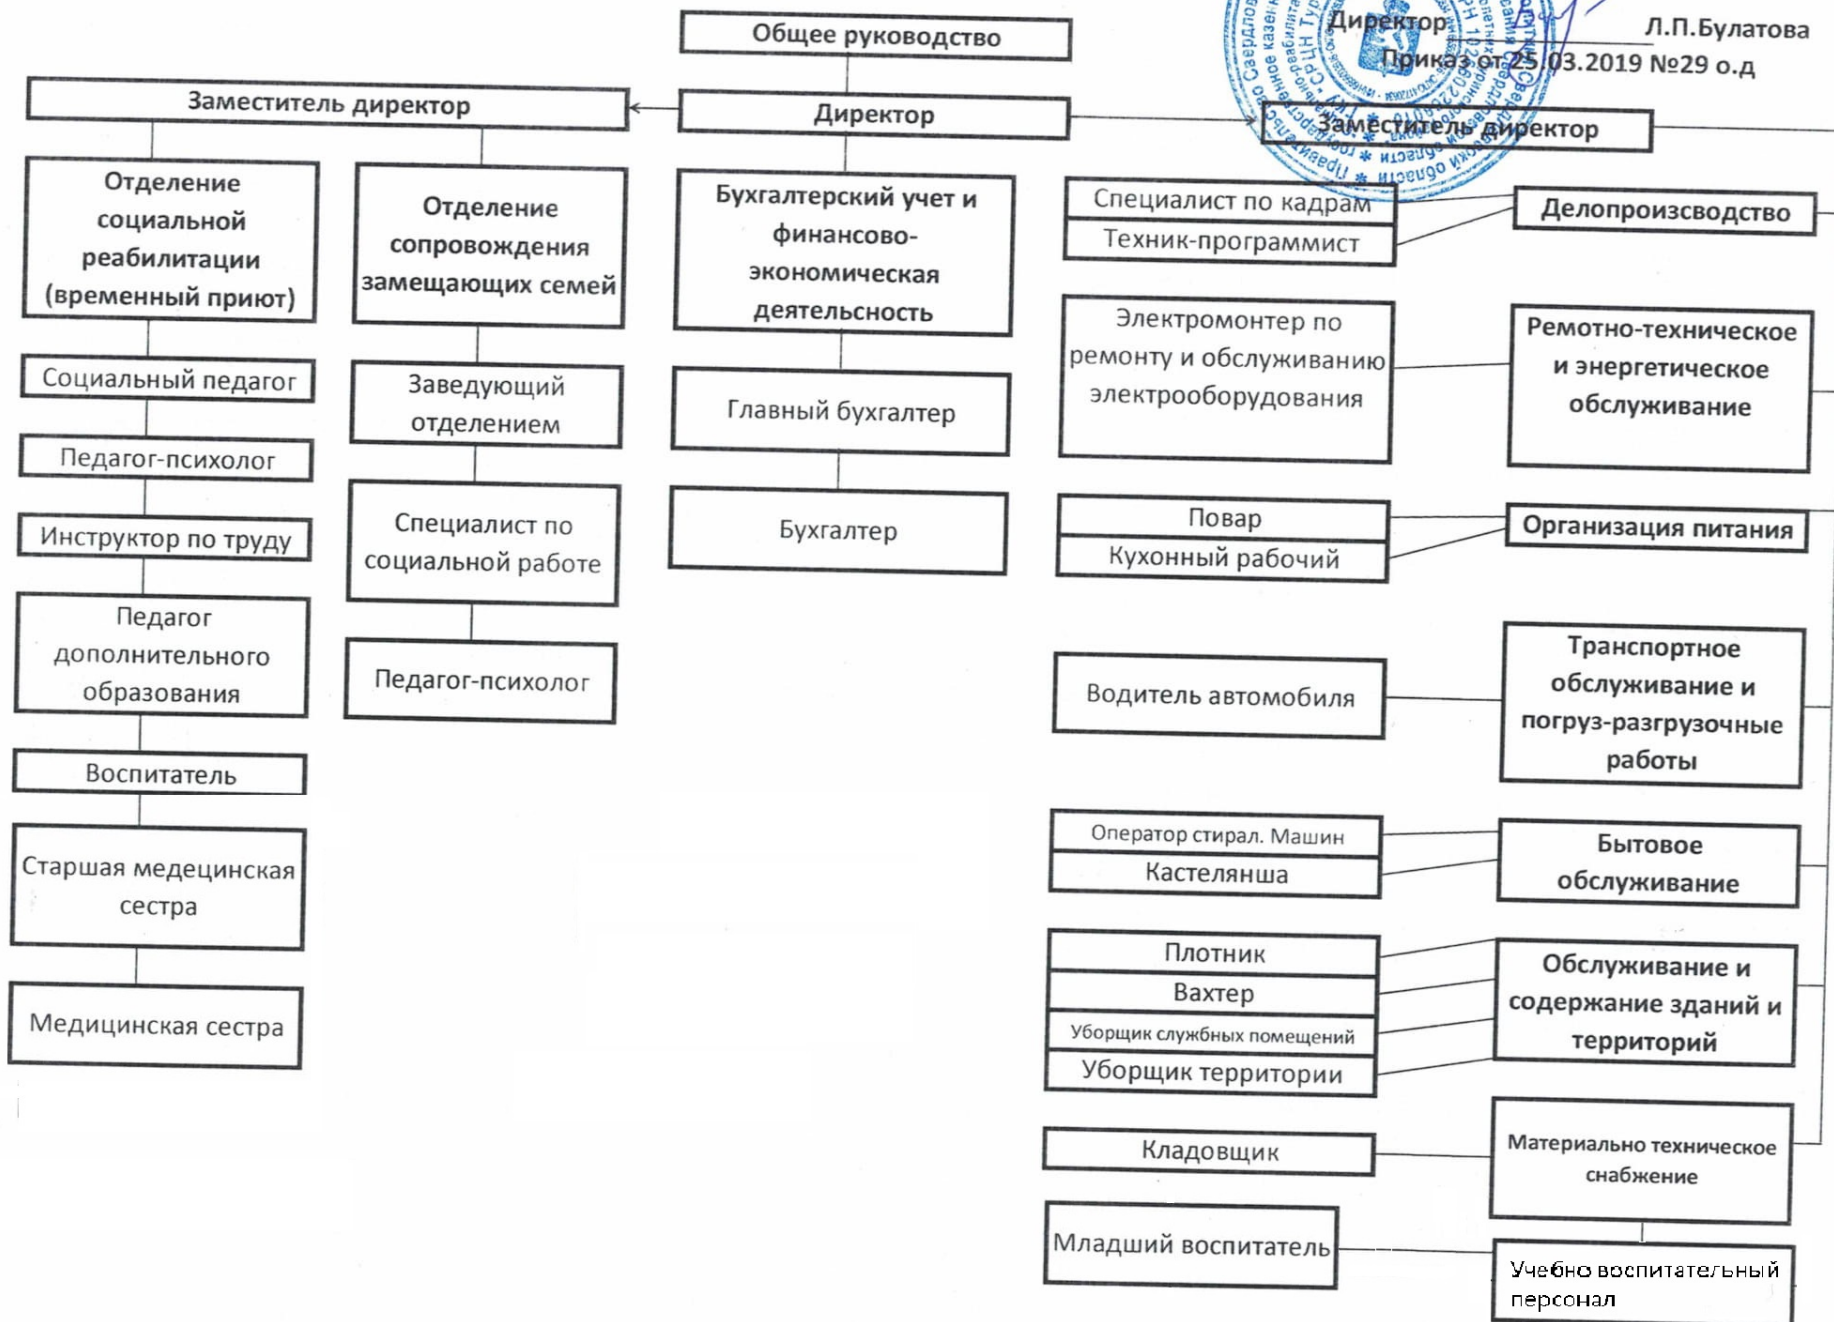 Директор
Л.П.Булатова
Приказ от 25.03.2019 №29 о.д
Общее руководство
Заместитель директор
Директор
Заместитель директор
Отделение
социальной
реабилитации
(временный приют)
Социальный педагог
Педагог-психолог
Инструктор по труду
Педагог
дополнительного
образования
Воспитатель
Старшая медецинская
сестра
Медицинская сестра
Отделение
сопровождения
замещающих семей
Заведующий
отделением
Специалист по
социальной работе
Педагог-психолог
Бухгалтерский учет и
финансово-
экономическая
деятельсность
Главный бухгалтер
Бухгалтер
Специалист по кадрам
Техник-программист
Делопроизсводство
Электромонтер по
ремонту и обслуживанию
электрооборудования
Ремотно-техническое
и энергетическое
обслуживание
Повар
Кухонный рабочий
Организация питания
Водитель автомобиля
Транспортное
обслуживание и
погруз-разгрузочные
работы
Оператор стирал. Машин
Кастелянша
Бытовое
обслуживание
Плотник
Вахтер
Уборщик службных помещений
Уборщик территории
Обслуживание и
содержание зданий и
территорий
Кладовщик
Материально техническое
снабжение
Младший воспитатель
Учебно воспитательный
персонал